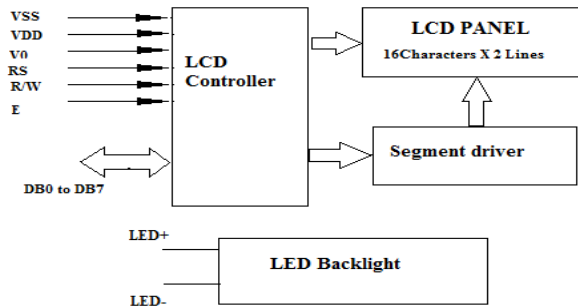 VSS
VDD
V0
RS
R/W
E
DB0 to DB7
LCD
Controller
LCD PANEL
16Characters X 2 Lines
Segment driver
LED+
LED-
LED Backlight